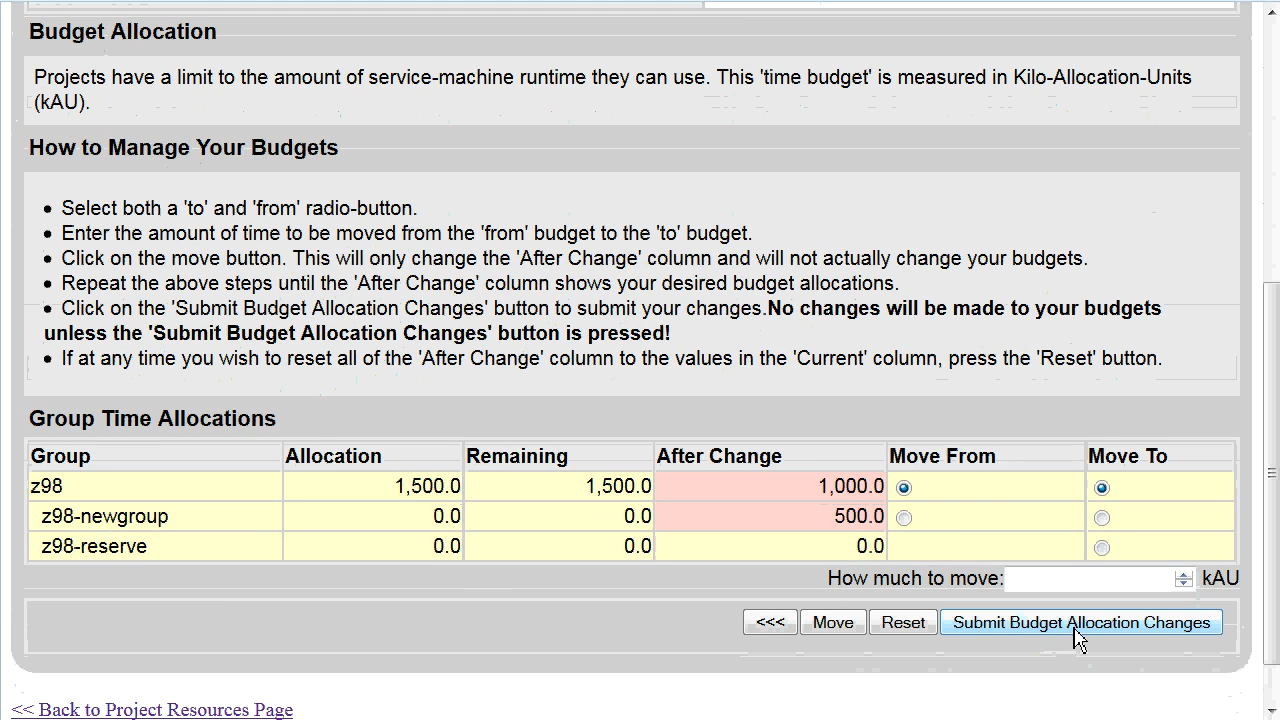 Budget Allocation
Projects have a limit to the amount of service-machine runtime they can use. This 'time budget' is measured in Kilo-Allocation-Units
(kAU).
How to Manage Your Budgets
• Select both a 'to' and 'from' radio-button.
• Enter the amount of time to be moved from the 'from' budget to the 'to' budget.
• Click on the move button. This will only change the 'After Change' column and will not actually change your budgets.
• Repeat the above steps until the 'After Change' column shows your desired budget allocations.
• Click on the 'Submit Budget Allocation Changes' button to submit your changes.No changes will be made to your budgets
unless the 'Submit Budget Allocation Changes' button is pressed!
• If at any time you wish to reset all of the 'After Change' column to the values in the 'Current' column, press the 'Reset' button.
Group Time Allocations
Group Allocation Remaining After Change Move From Move To
z98 1,500.0 1,500.0 1,000.0
z98-newgroup 0.0 0.0 500.0
z98-reserve 0.0 0.0 0.0
How much to move: kAU
<<< Move Reset Submit Budget Allocation Changes
<< Back to Project Resources Page